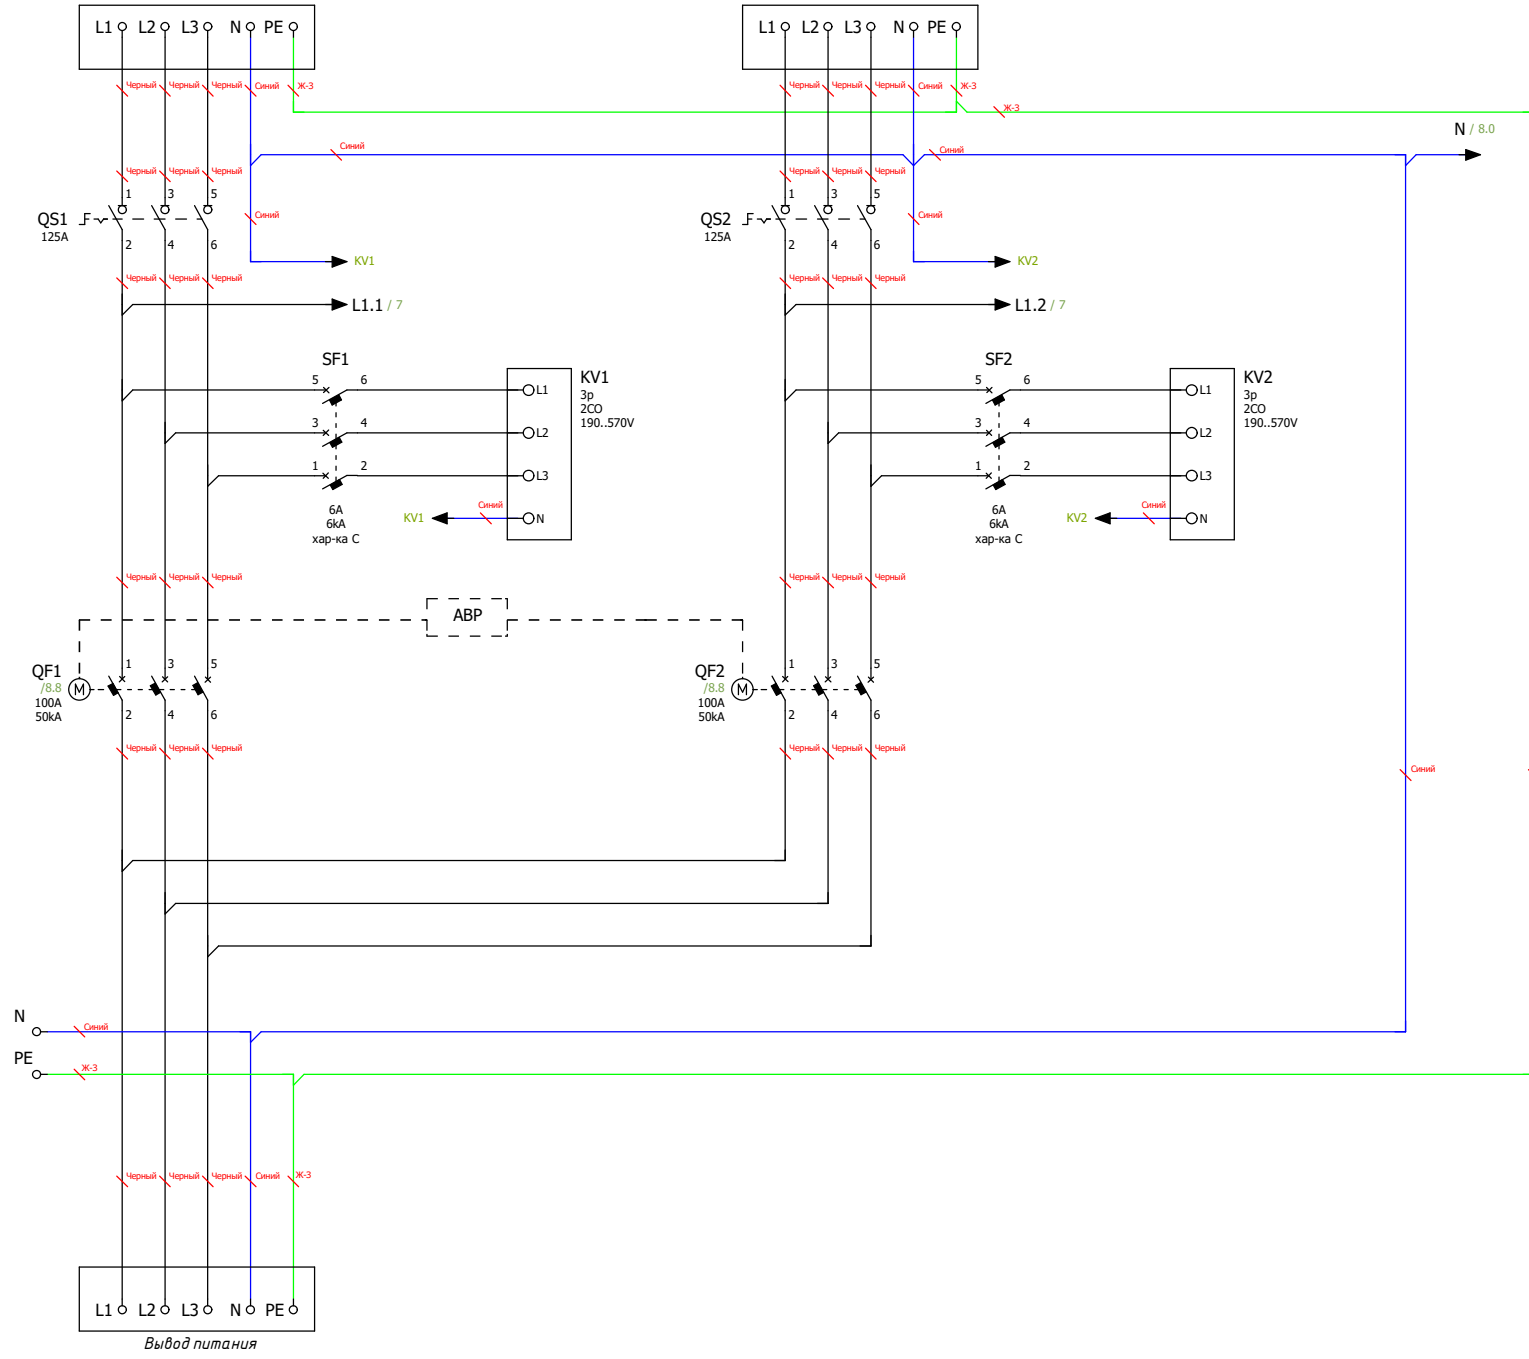 L1 L2 L3 N PE L1 L2 L3 N PE
Черный Черный Черный Синий Ж-З Черный Черный Черный Синий Ж-З
Ж-З
N / 8.0
Синий Синий
Черный Черный Черный Черный Черный Черный
1 3 5 1 3 5
QS1 Синий QS2 Синий
125A 125A
2 4 6 2 4 6
KV1 KV2
Черный Черный Черный Черный Черный Черный
L1.1 / 7 L1.2 / 7
SF1 SF2
5 6 L1 KV1 5 6 L1 KV2
3р 3р
2CO 2CO
190..570V 190..570V
3 4 L2 3 4 L2
1 2 L3 1 2 L3
KV1 Синий N KV2 Синий N
6A 6A
6kA 6kA
хар-ка С хар-ка С
Черный Черный Черный Черный Черный Черный
АВР
1 3 5 1 3 5
QF1 QF2
/8.8 M /8.8 M
100A 100A
50kA 50kA
2 4 6 2 4 6
Черный Черный Черный Черный Черный Черный
Синий
N
Синий
PE
Ж-З
Черный Черный Черный Синий Ж-З
L1 L2 L3 N PE
Вывод питания